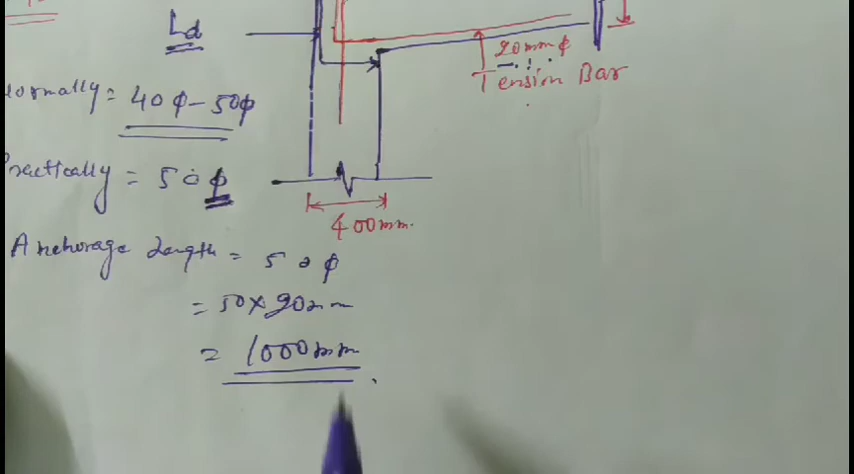 Ld
20mm ϕ
Tension Bar
Normally = 40ϕ-50ϕ
Practically = 50ϕ
400mm.
Anchorage Length = 50ϕ
= 50×20mm
= 1000mm.